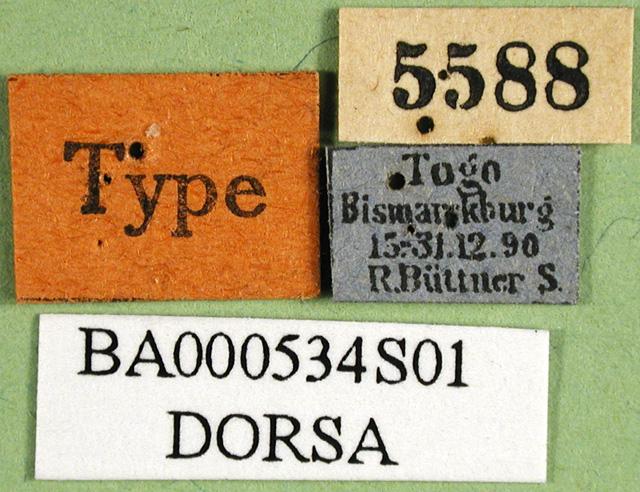 5588
Type
Togo
Bismarckburg
15-31.12.90
R.Büttner S.
BA000534S01
DORSA